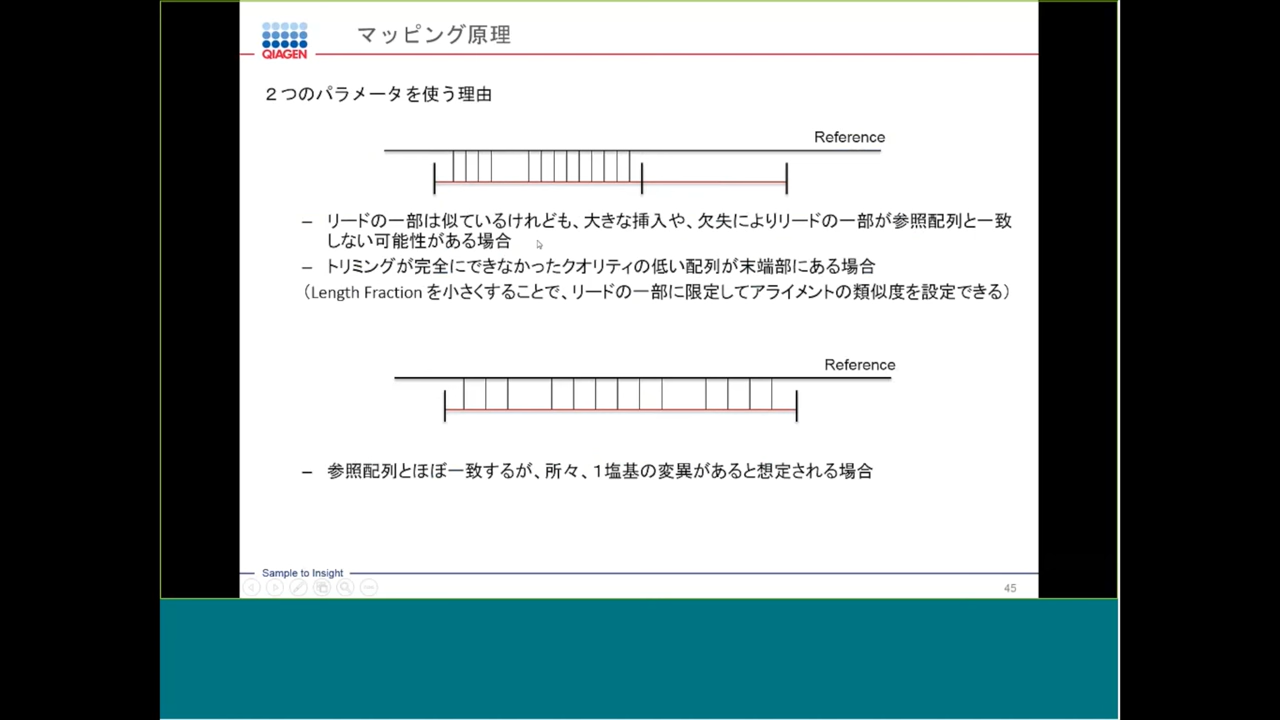 QIAGEN
マッピング原理
２つのパラメータを使う理由
Reference
– リードの一部は似ているけれども、大きな挿入や、欠失によりリードの一部が参照配列と一致
しない可能性がある場合
– トリミングが完全にできなかったクオリティの低い配列が末端部にある場合
（Length Fraction を小さくすることで、リードの一部に限定してアライメントの類似度を設定できる）
Reference
– 参照配列とほぼ一致するが、所々、１塩基の変異があると想定される場合
Sample to Insight
45